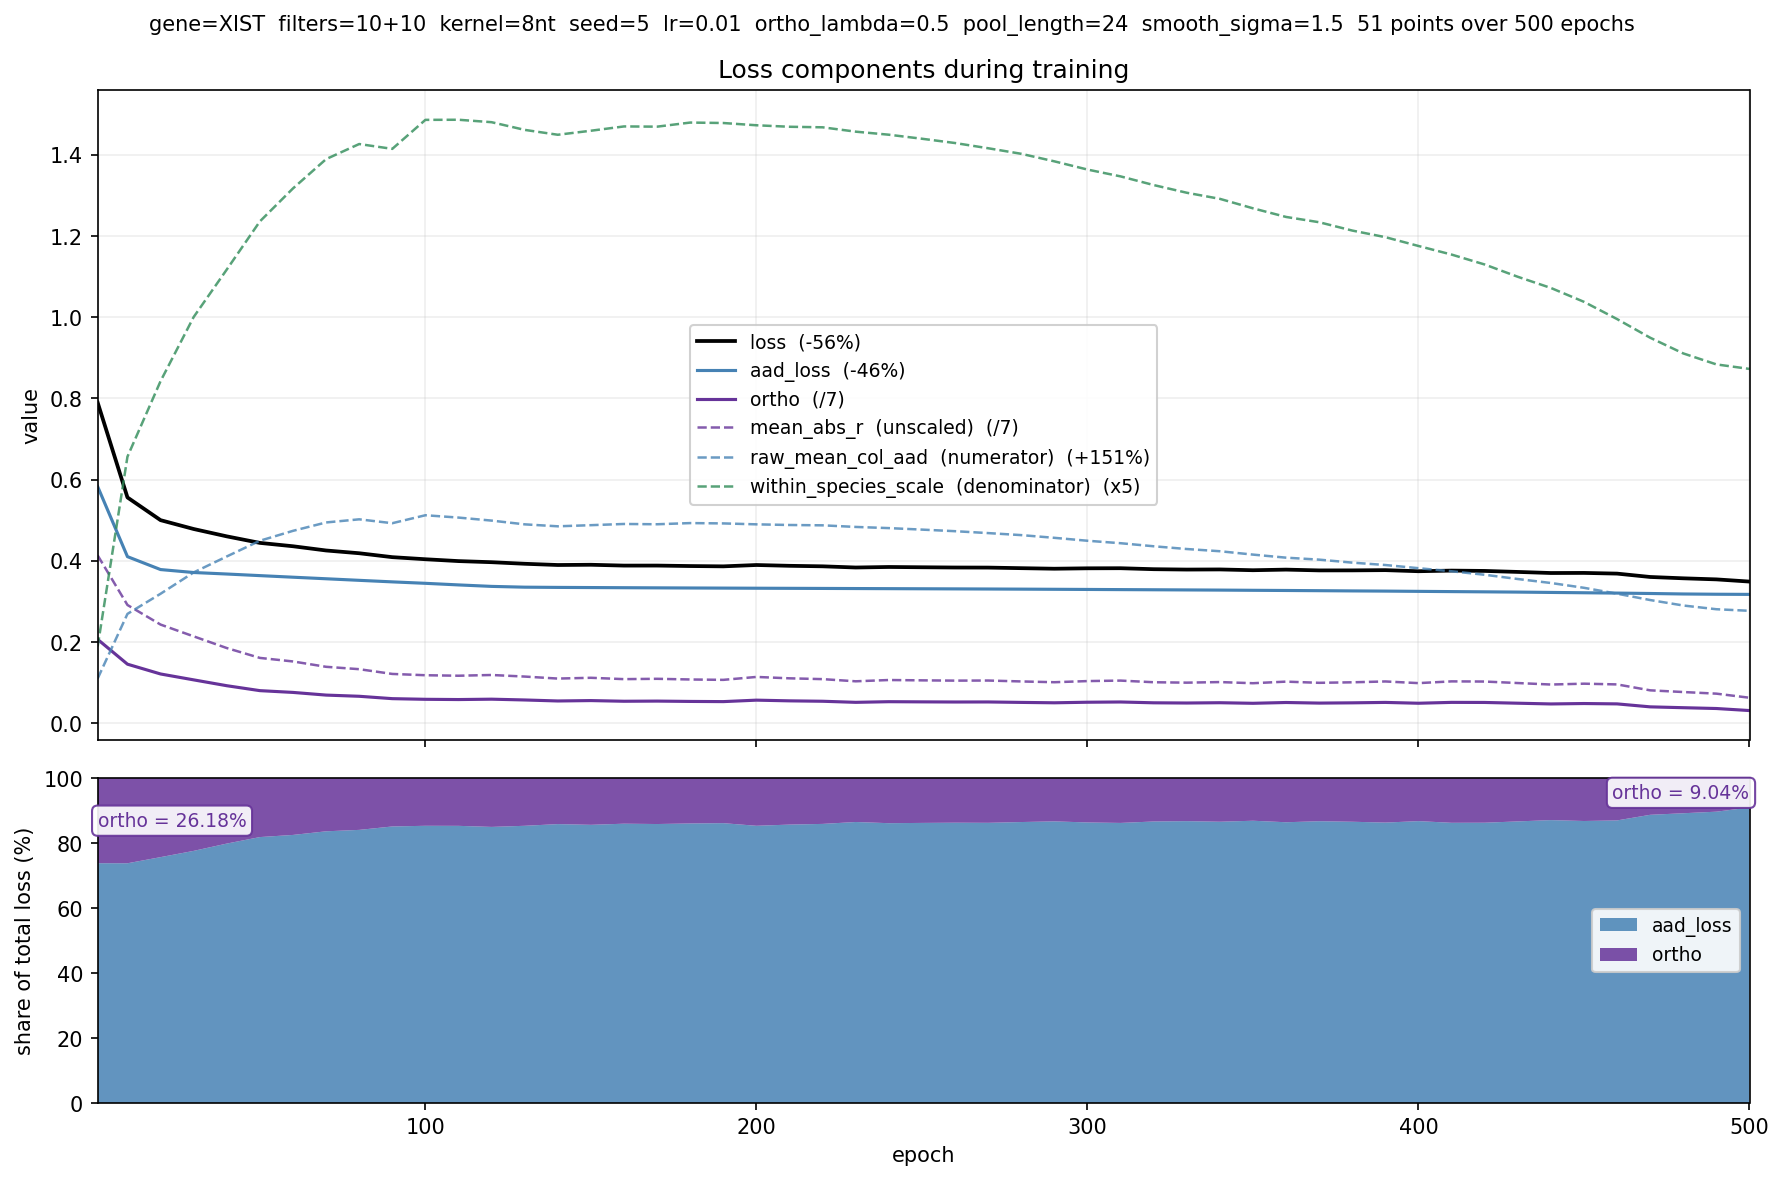 gene=XIST  filters=10+10  kernel=8nt  seed=5  lr=0.01  ortho_lambda=0.5  pool_length=24  smooth_sigma=1.5  51 points over 500 epochs
Loss components during training
value
1.4
1.2
1.0
0.8
0.6
0.4
0.2
0.0
loss  (-56%)
aad_loss  (-46%)
ortho  (/7)
mean_abs_r  (unscaled)  (/7)
raw_mean_col_aad  (numerator)  (+151%)
within_species_scale  (denominator)  (x5)
share of total loss (%)
100
80
60
40
20
0
ortho = 26.18%
ortho = 9.04%
aad_loss
ortho
100
200
300
400
500
epoch